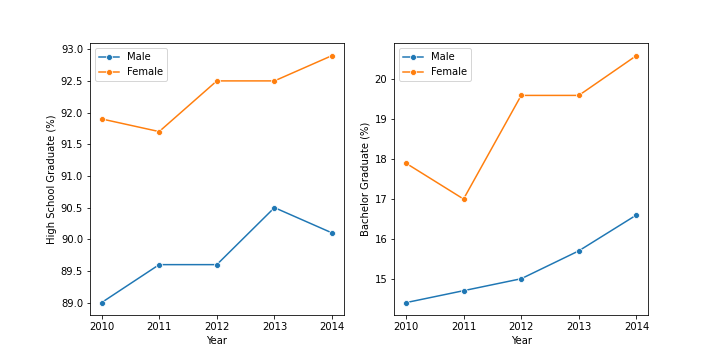 High School Graduate (%)
93.0
92.5
92.0
91.5
91.0
90.5
90.0
89.5
89.0
Male
Female
2010 2011 2012 2013 2014
Year
Bachelor Graduate (%)
20
19
18
17
16
15
Male
Female
2010 2011 2012 2013 2014
Year